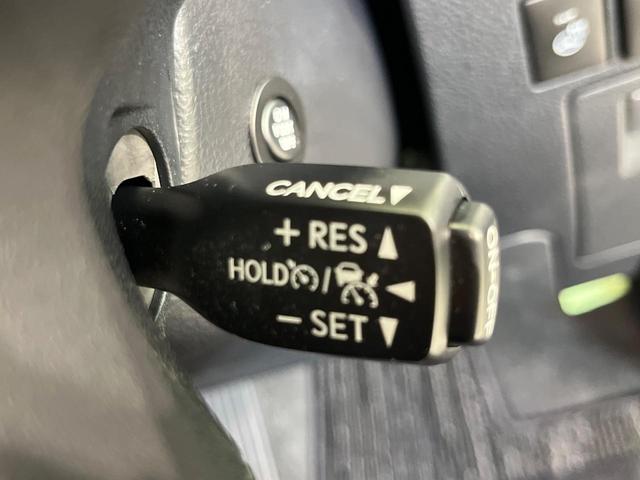 CANCEL▼
+ RES ▲
HOLD / ◀
− SET ▼
ON-OFF